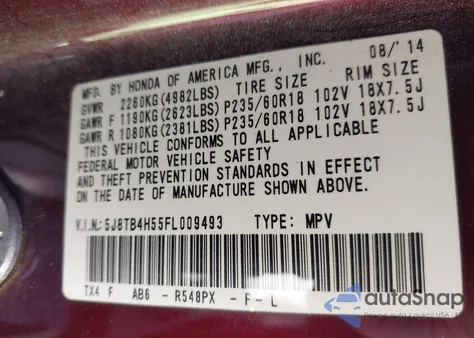 MFD. BY HONDA OF AMERICA MFG., INC. 08/'14
GVWR 2260KG(4982LBS) TIRE SIZE RIM SIZE
GAWR F 1190KG(2623LBS) P235/60R18 102V 18X7.5J
GAWR R 1080KG(2381LBS) P235/60R18 102V 18X7.5J
THIS VEHICLE CONFORMS TO ALL APPLICABLE
FEDERAL MOTOR VEHICLE SAFETY
AND THEFT PREVENTION STANDARDS IN EFFECT
ON THE DATE OF MANUFACTURE SHOWN ABOVE.
V.I.N.:5J8TB4H55FL009493 TYPE: MPV
TX4 F AB6 - R548PX - F - L
autoSnap